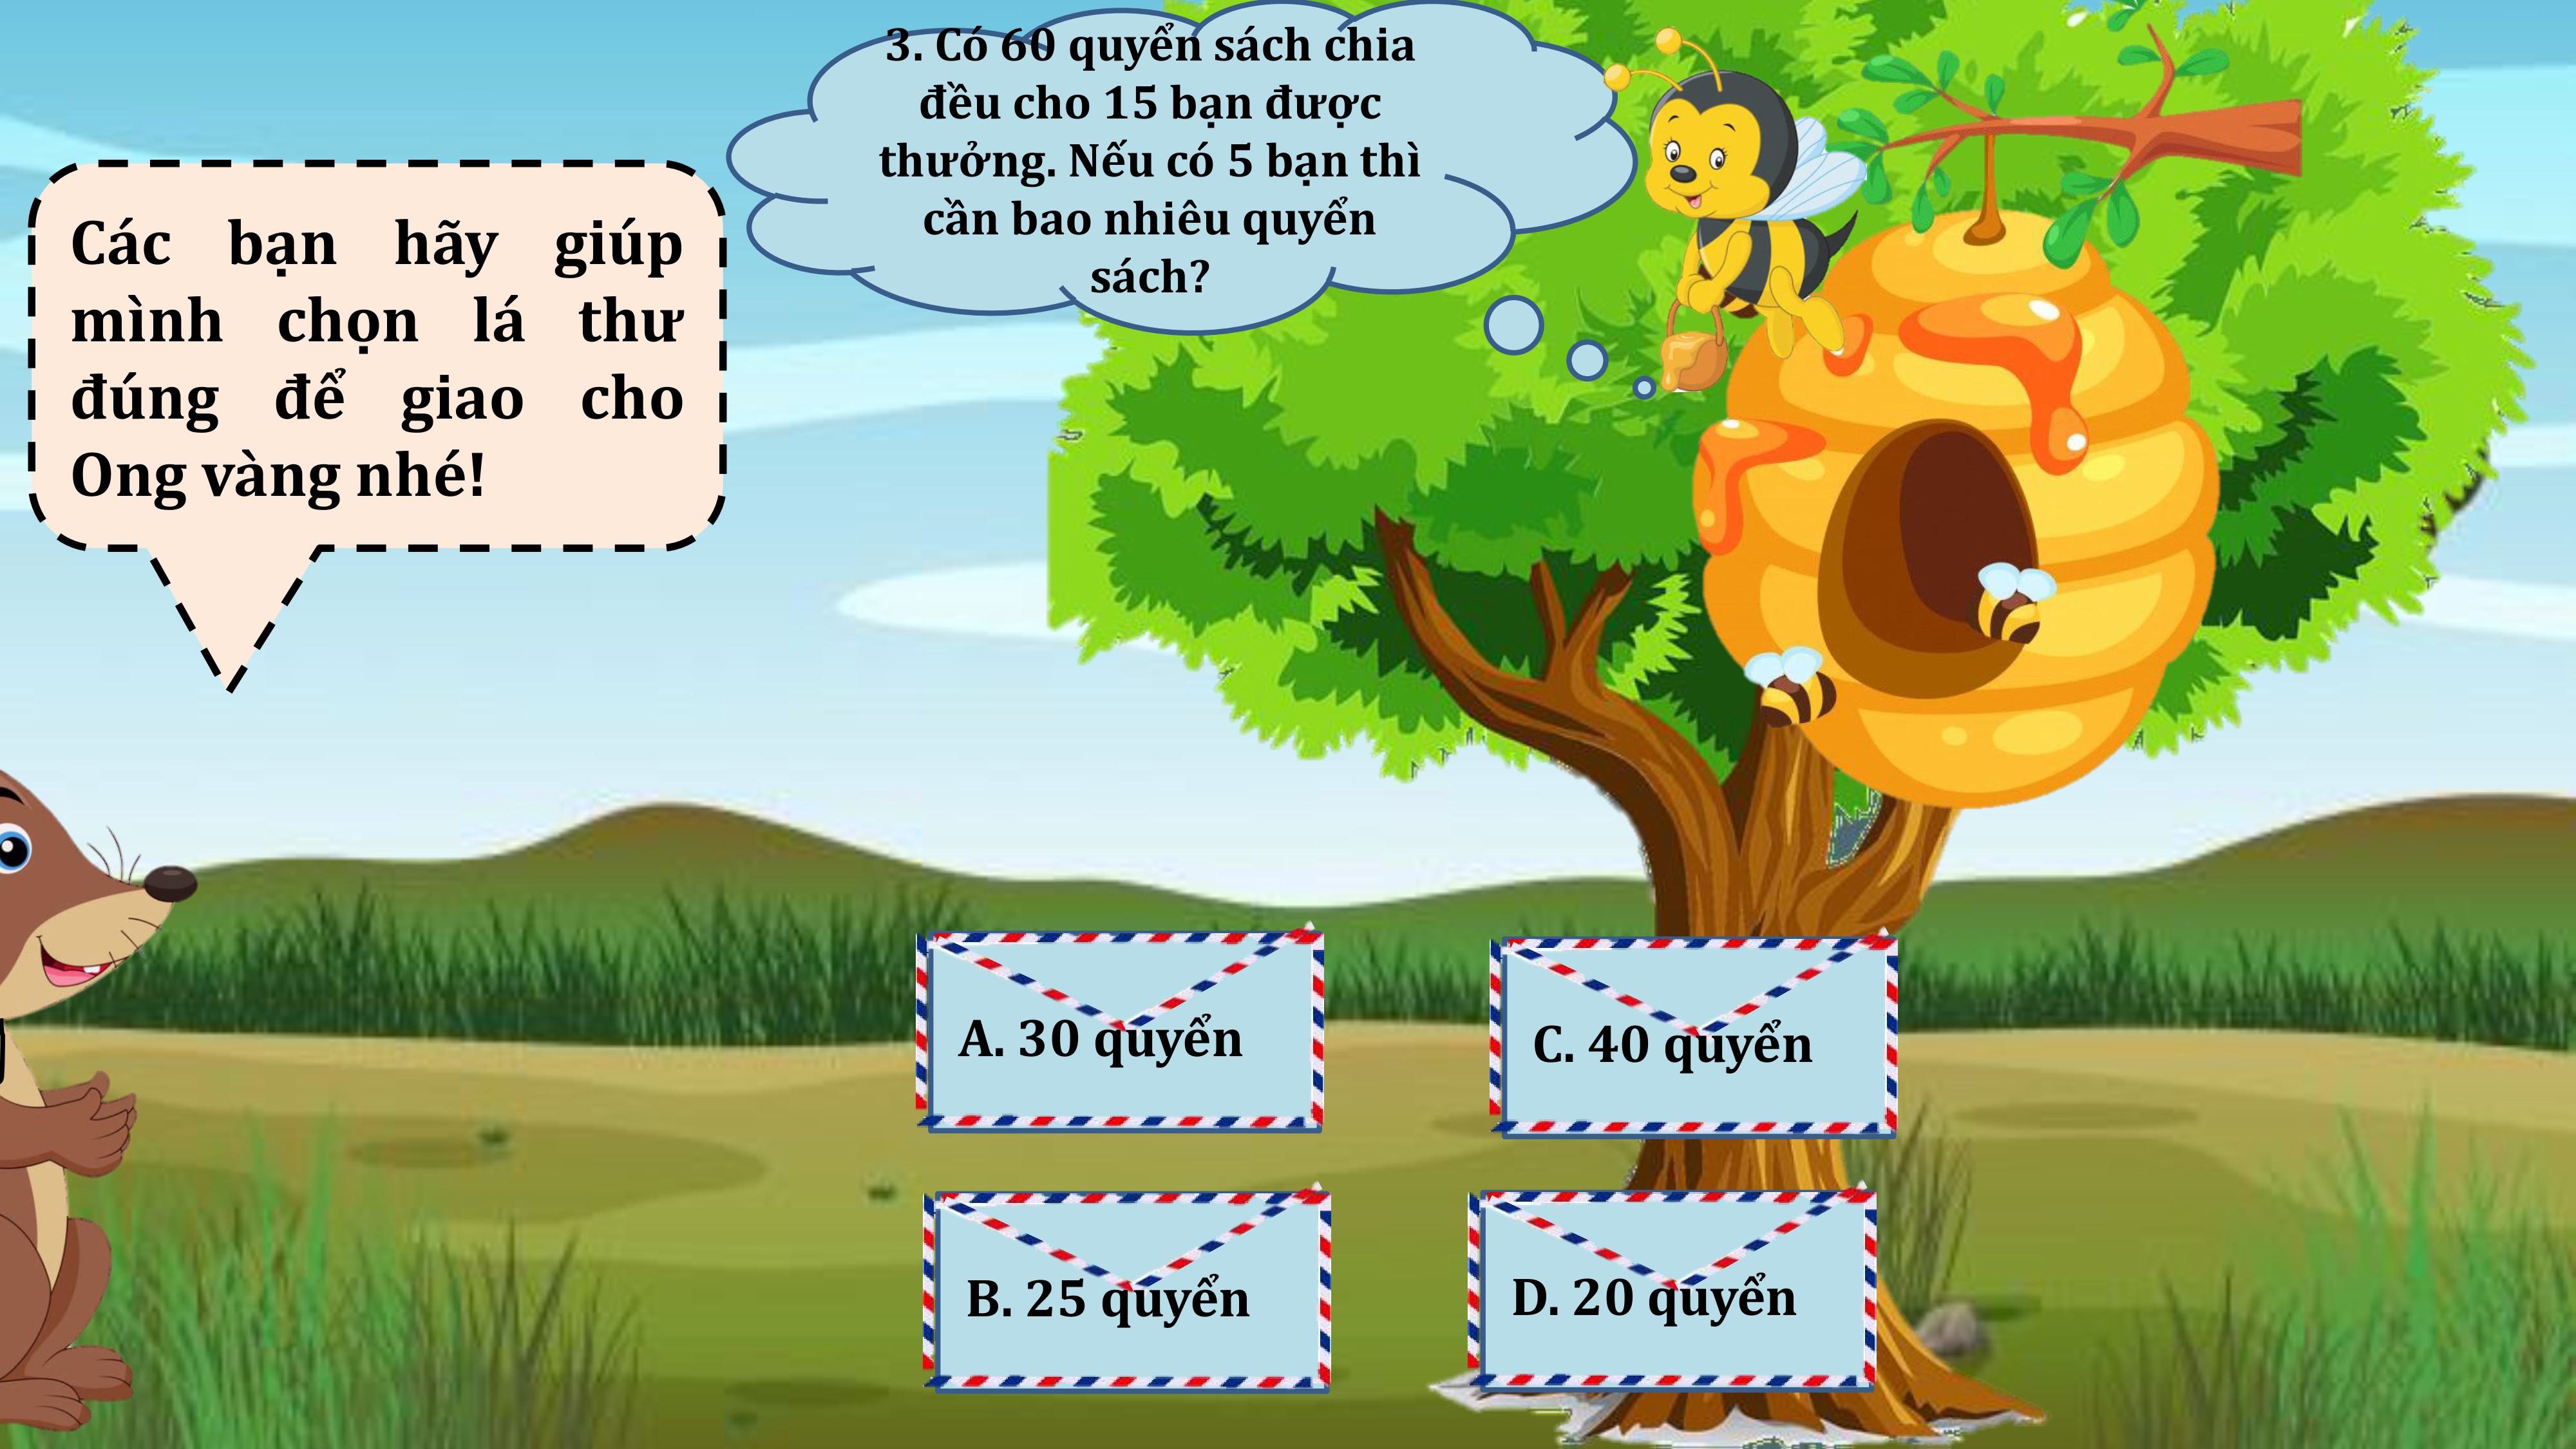 3. Có 60 quyển sách chia
đều cho 15 bạn được
thưởng. Nếu có 5 bạn thì
cần bao nhiêu quyển
sách?
Các bạn hãy giúp
mình chọn lá thư
đúng để giao cho
Ong vàng nhé!
A. 30 quyển
C. 40 quyển
B. 25 quyển
D. 20 quyển